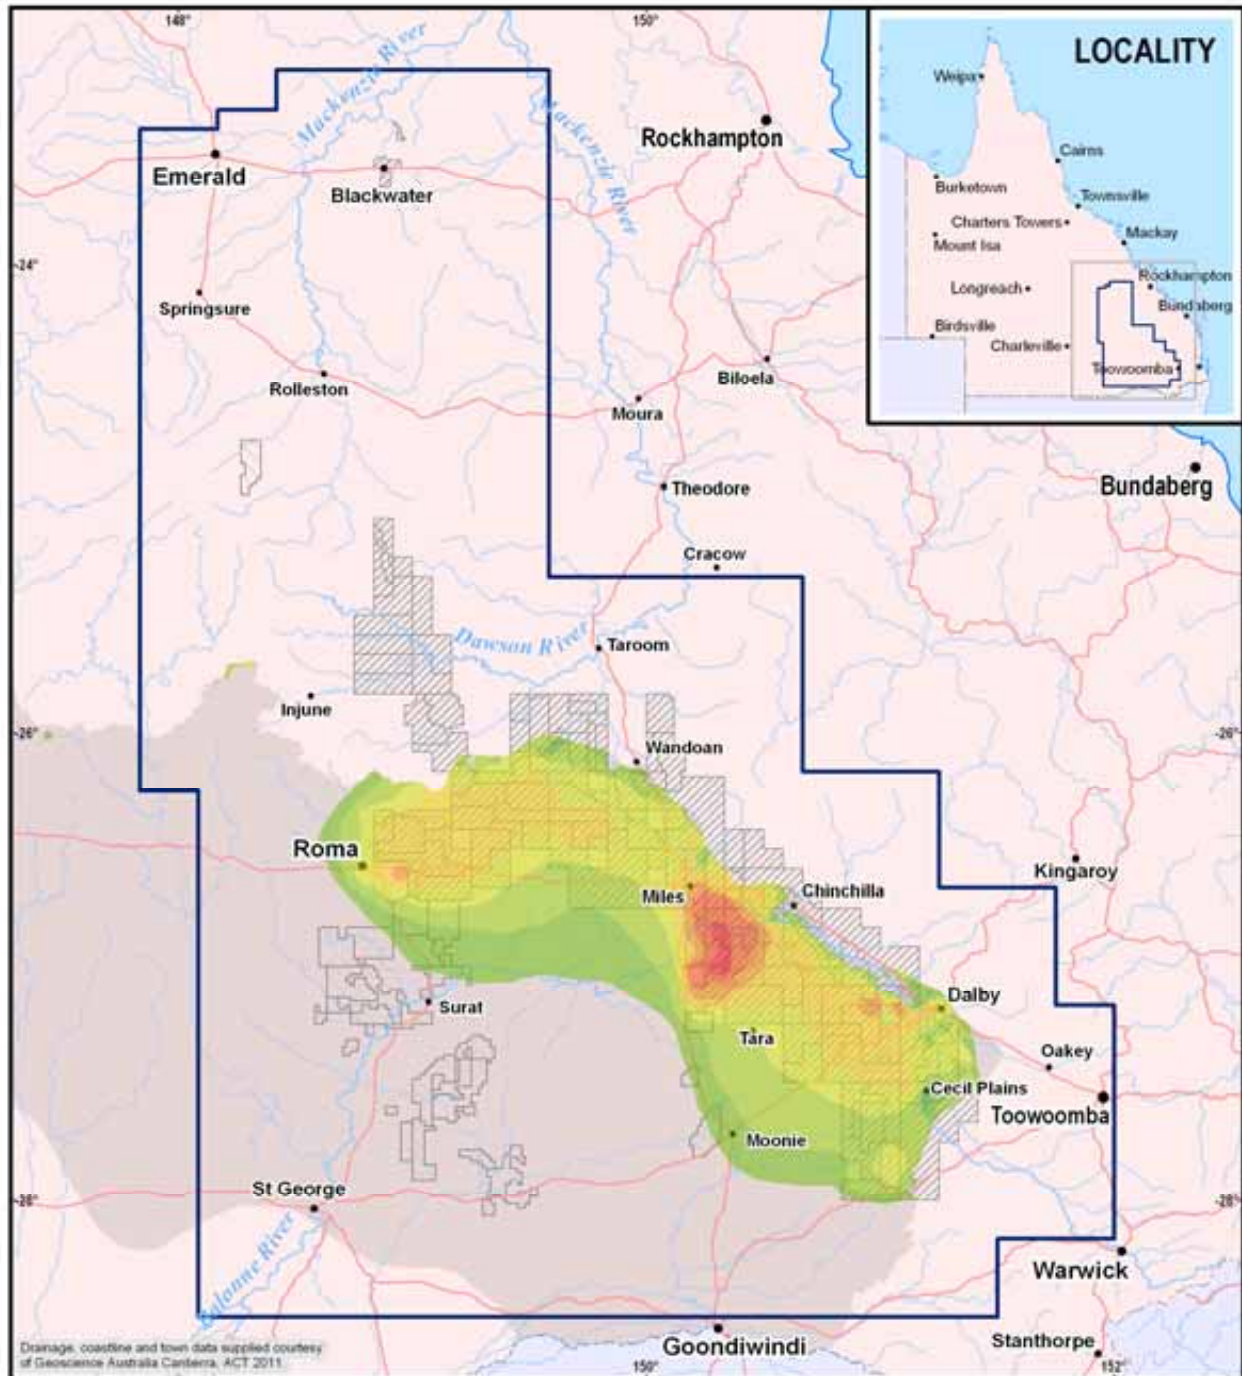 148°
150°
LOCALITY
Weipa
Cairns
Burketown
Townsville
Charters Towers
Mackay
Mount Isa
Longreach
Rockhampton
Bundaberg
Birdsville
Charleville
Toowoomba
Mackenzie River
Mackenzie River
Rockhampton
Emerald
Blackwater
-24°
Springsure
Rolleston
Biloela
Moura
Bundaberg
Theodore
Cracow
Dawson River
Taroom
Injune
-26°
-26°
Wandoan
Roma
Kingaroy
Miles
Chinchilla
Surat
Dalby
Tara
Oakey
Cecil Plains
Toowoomba
Moonie
St George
-28°
-28°
Balonne River
Warwick
Goondiwindi
Stanthorpe
Drainage, coastline and town data supplied courtesy
of Geoscience Australia Canberra, ACT 2011
150°
152°